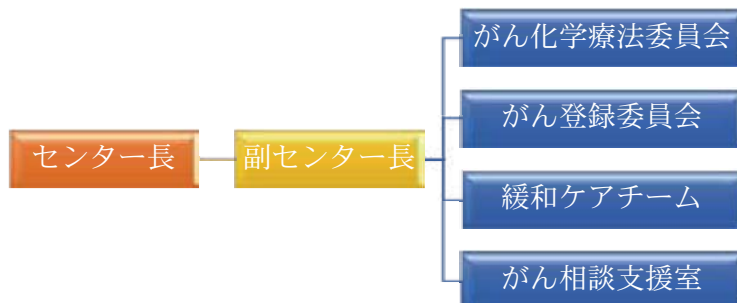 がん化学療法委員会
がん登録委員会
センター長
副センター長
緩和ケアチーム
がん相談支援室